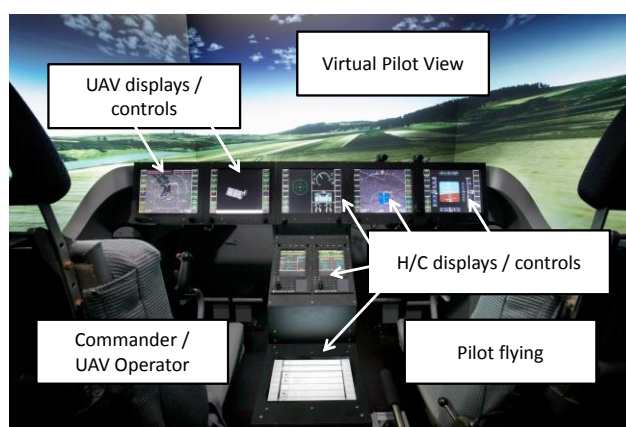 Virtual Pilot View
UAV displays /
controls
H/C displays / controls
Commander /
UAV Operator
Pilot flying